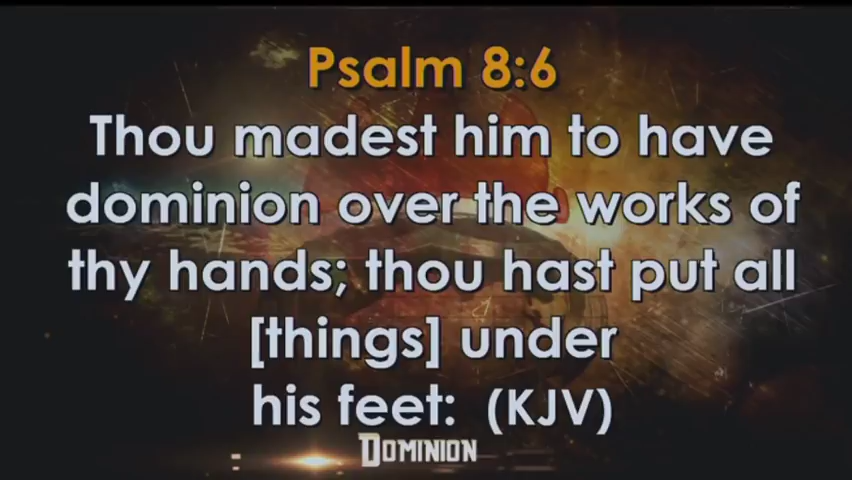 Psalm 8:6
Thou madest him to have
dominion over the works of
thy hands; thou hast put all
[things] under
his feet: (KJV)
DOMINION